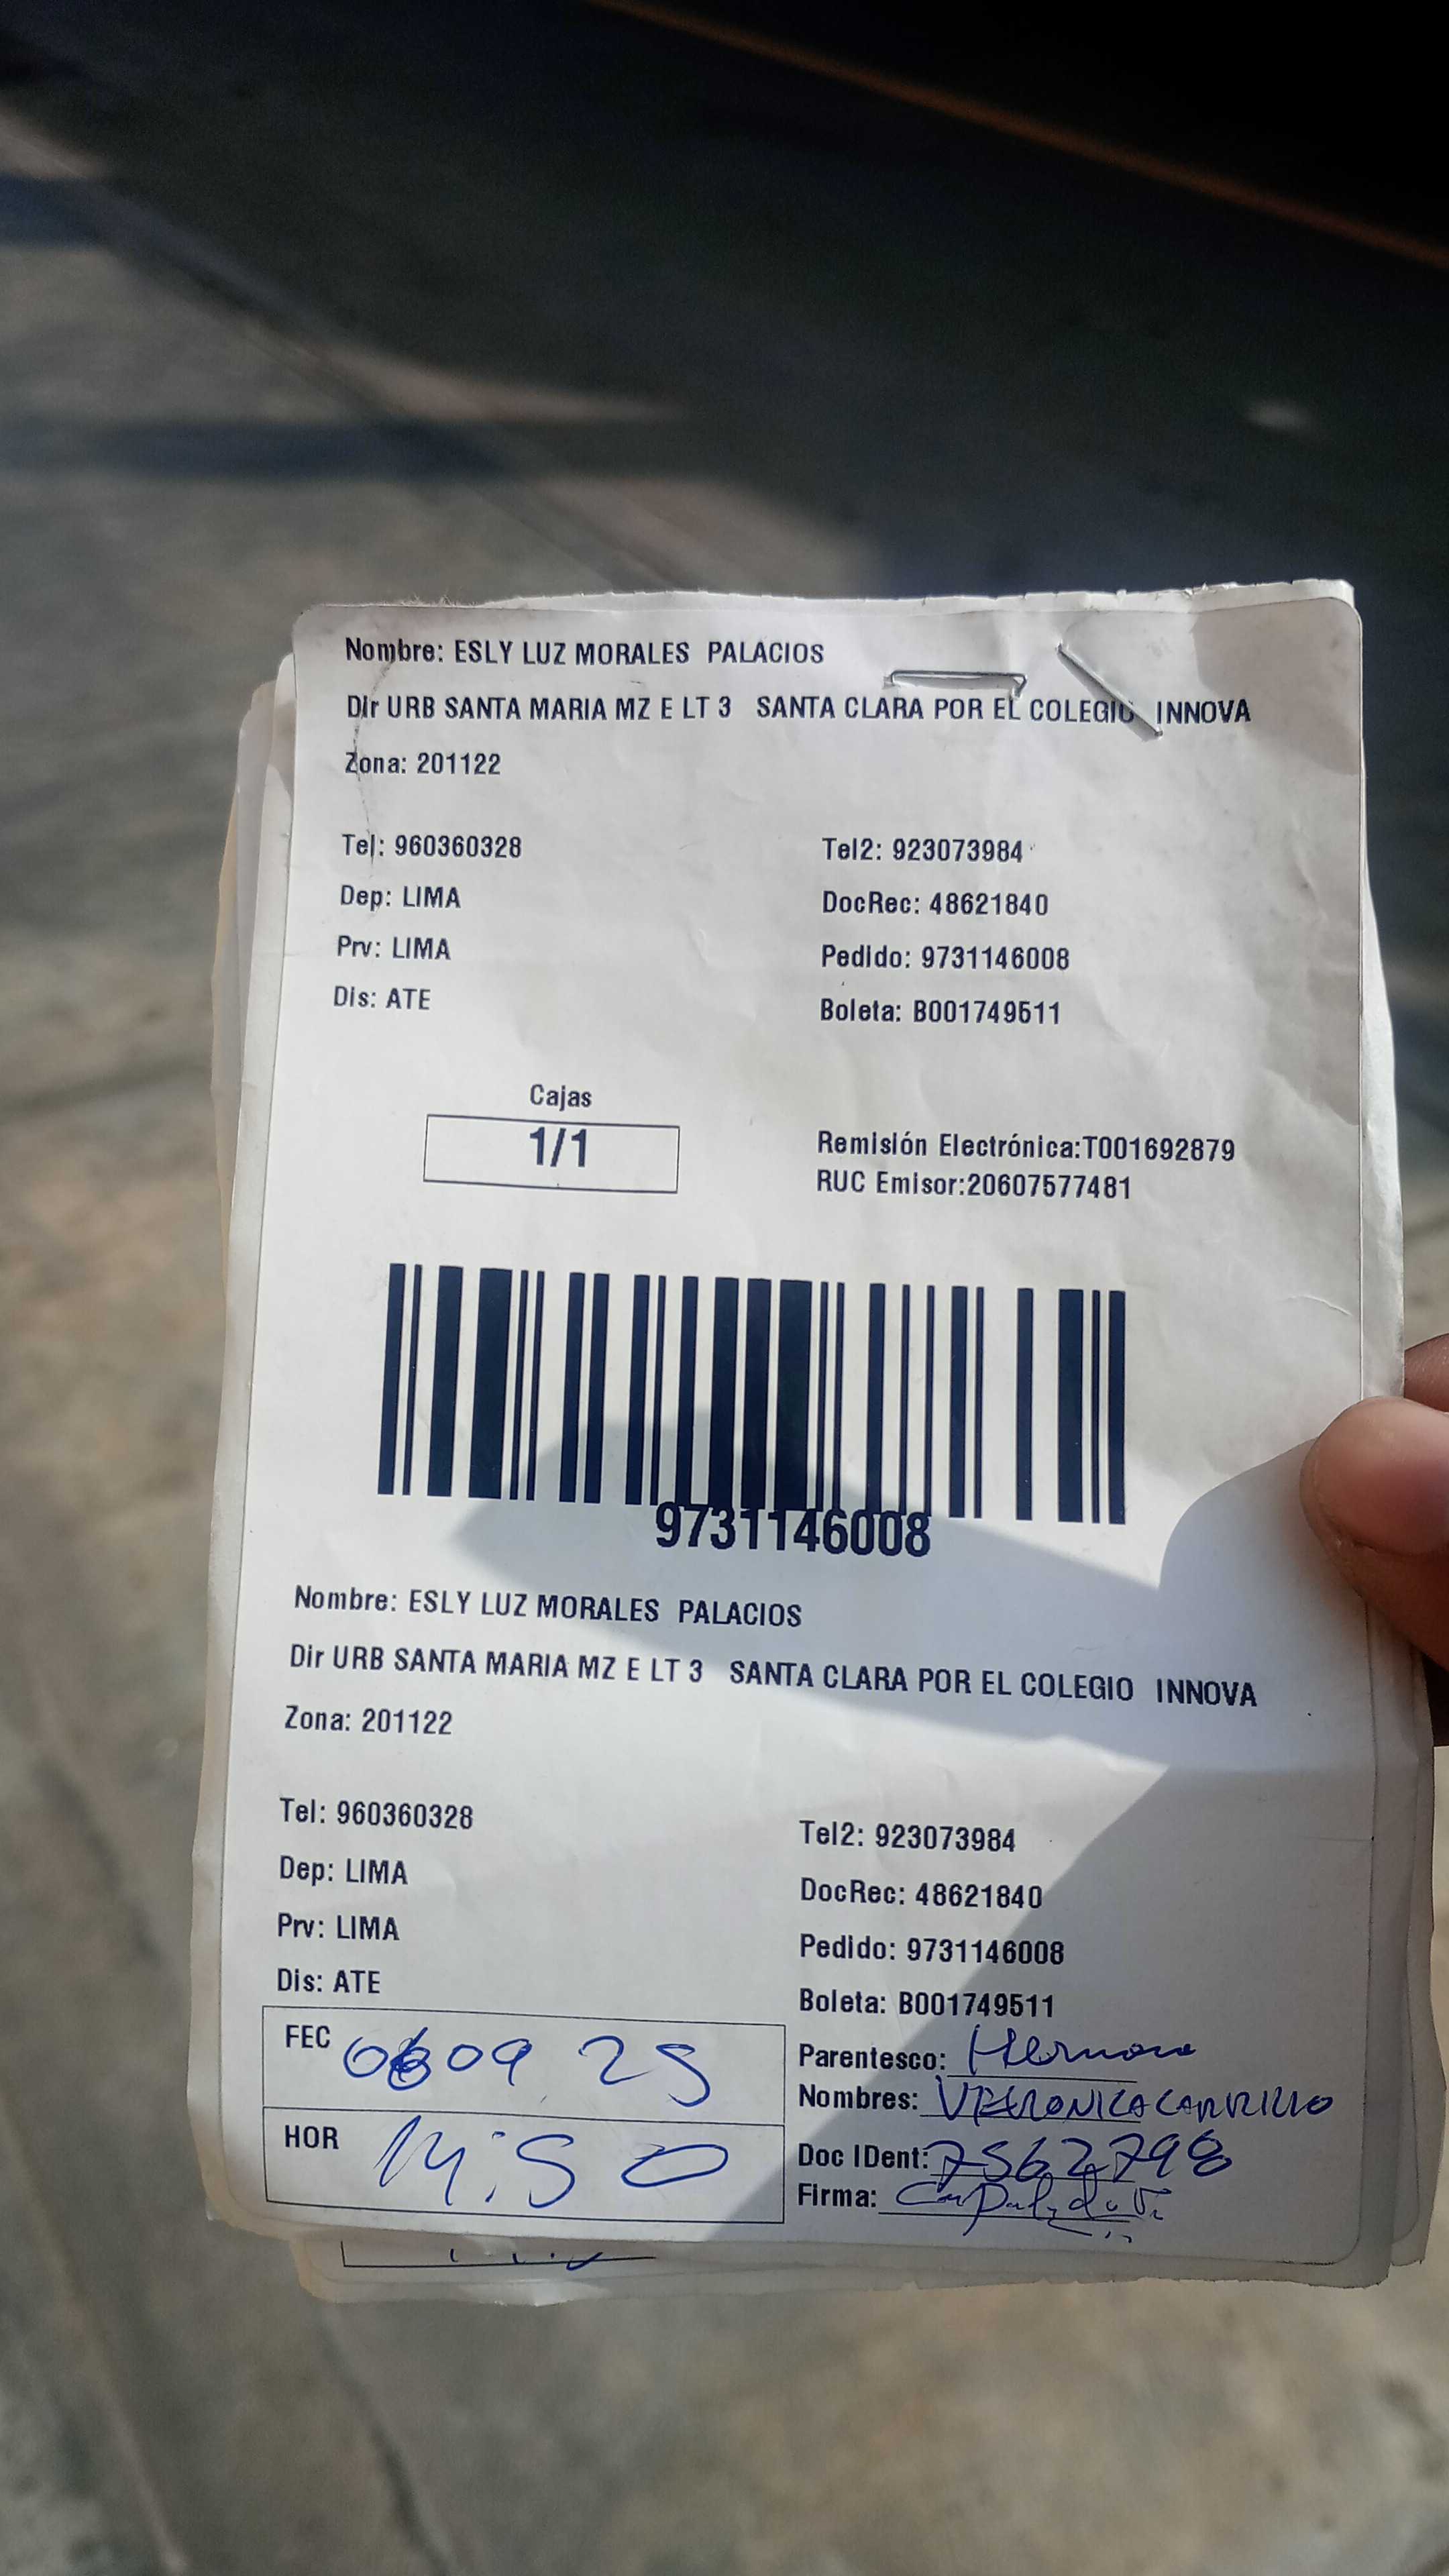 Nombre: ESLY LUZ MORALES PALACIOS
Dir URB SANTA MARIA MZ E LT 3 SANTA CLARA POR EL COLEGIO INNOVA
Zona: 201122
Tel: 960360328 Tel2: 923073984
Dep: LIMA DocRec: 48621840
Prv: LIMA Pedido: 9731146008
Dis: ATE Boleta: B001749511
Cajas
1/1
Remisión Electrónica:T001692879
RUC Emisor:20607577481
9731146008
Nombre: ESLY LUZ MORALES PALACIOS
Dir URB SANTA MARIA MZ E LT 3 SANTA CLARA POR EL COLEGIO INNOVA
Zona: 201122
Tel: 960360328 Tel2: 923073984
Dep: LIMA DocRec: 48621840
Prv: LIMA Pedido: 9731146008
Dis: ATE Boleta: B001749511
FEC 06 09 25
HOR 14:50
Parentesco: Hermana
Nombres: VERONICA CARRILLO
Doc IDent: 75627798
Firma: